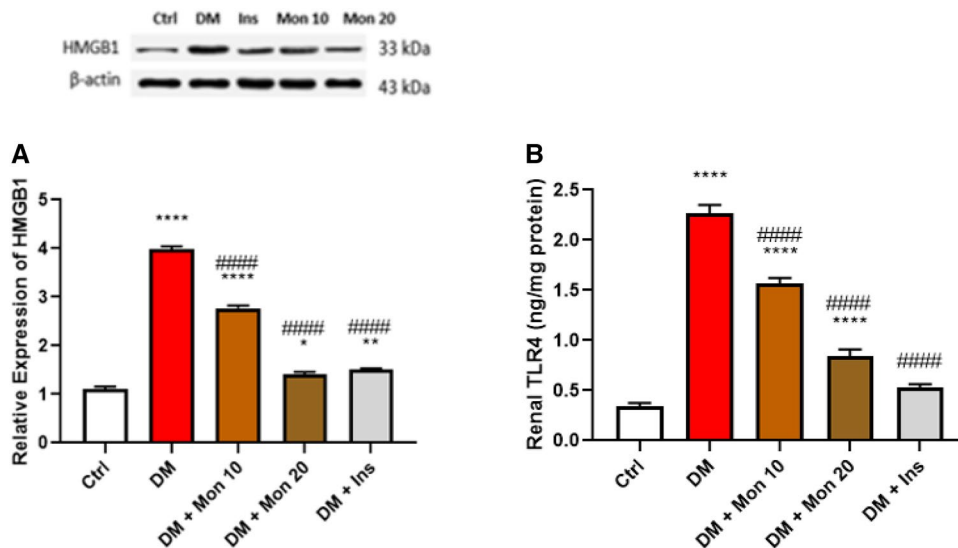 Ctrl DM Ins Mon 10 Mon 20
HMGB1 33 kDa
β-actin 43 kDa
A
Relative Expression of HMGB1
5
4
3
2
1
0
****
####
****
####
*
####
**
Ctrl
DM
DM + Mon 10
DM + Mon 20
DM + Ins
B
Renal TLR4 (ng/mg protein)
2.5
2.0
1.5
1.0
0.5
0.0
****
####
****
####
****
####
Ctrl
DM
DM + Mon 10
DM + Mon 20
DM + Ins